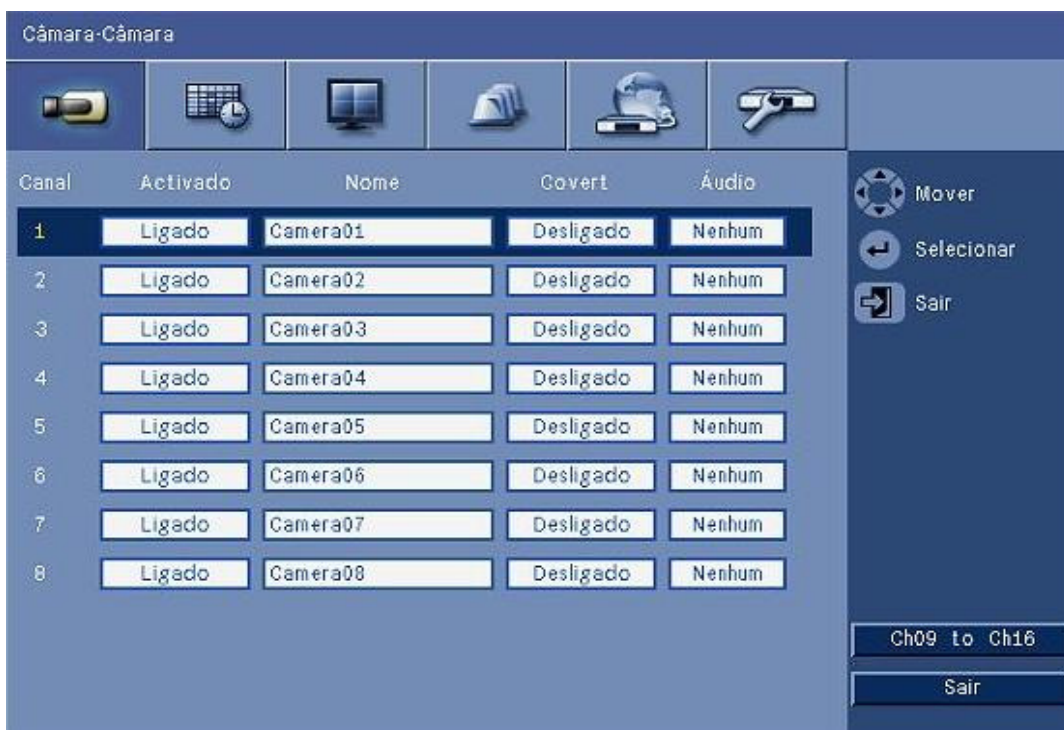 Câmara-Câmara
Canal Activado Nome Covert Áudio
1 Ligado Camera01 Desligado Nenhum
2 Ligado Camera02 Desligado Nenhum
3 Ligado Camera03 Desligado Nenhum
4 Ligado Camera04 Desligado Nenhum
5 Ligado Camera05 Desligado Nenhum
6 Ligado Camera06 Desligado Nenhum
7 Ligado Camera07 Desligado Nenhum
8 Ligado Camera08 Desligado Nenhum
Mover
Selecionar
Sair
Ch09 to Ch16
Sair